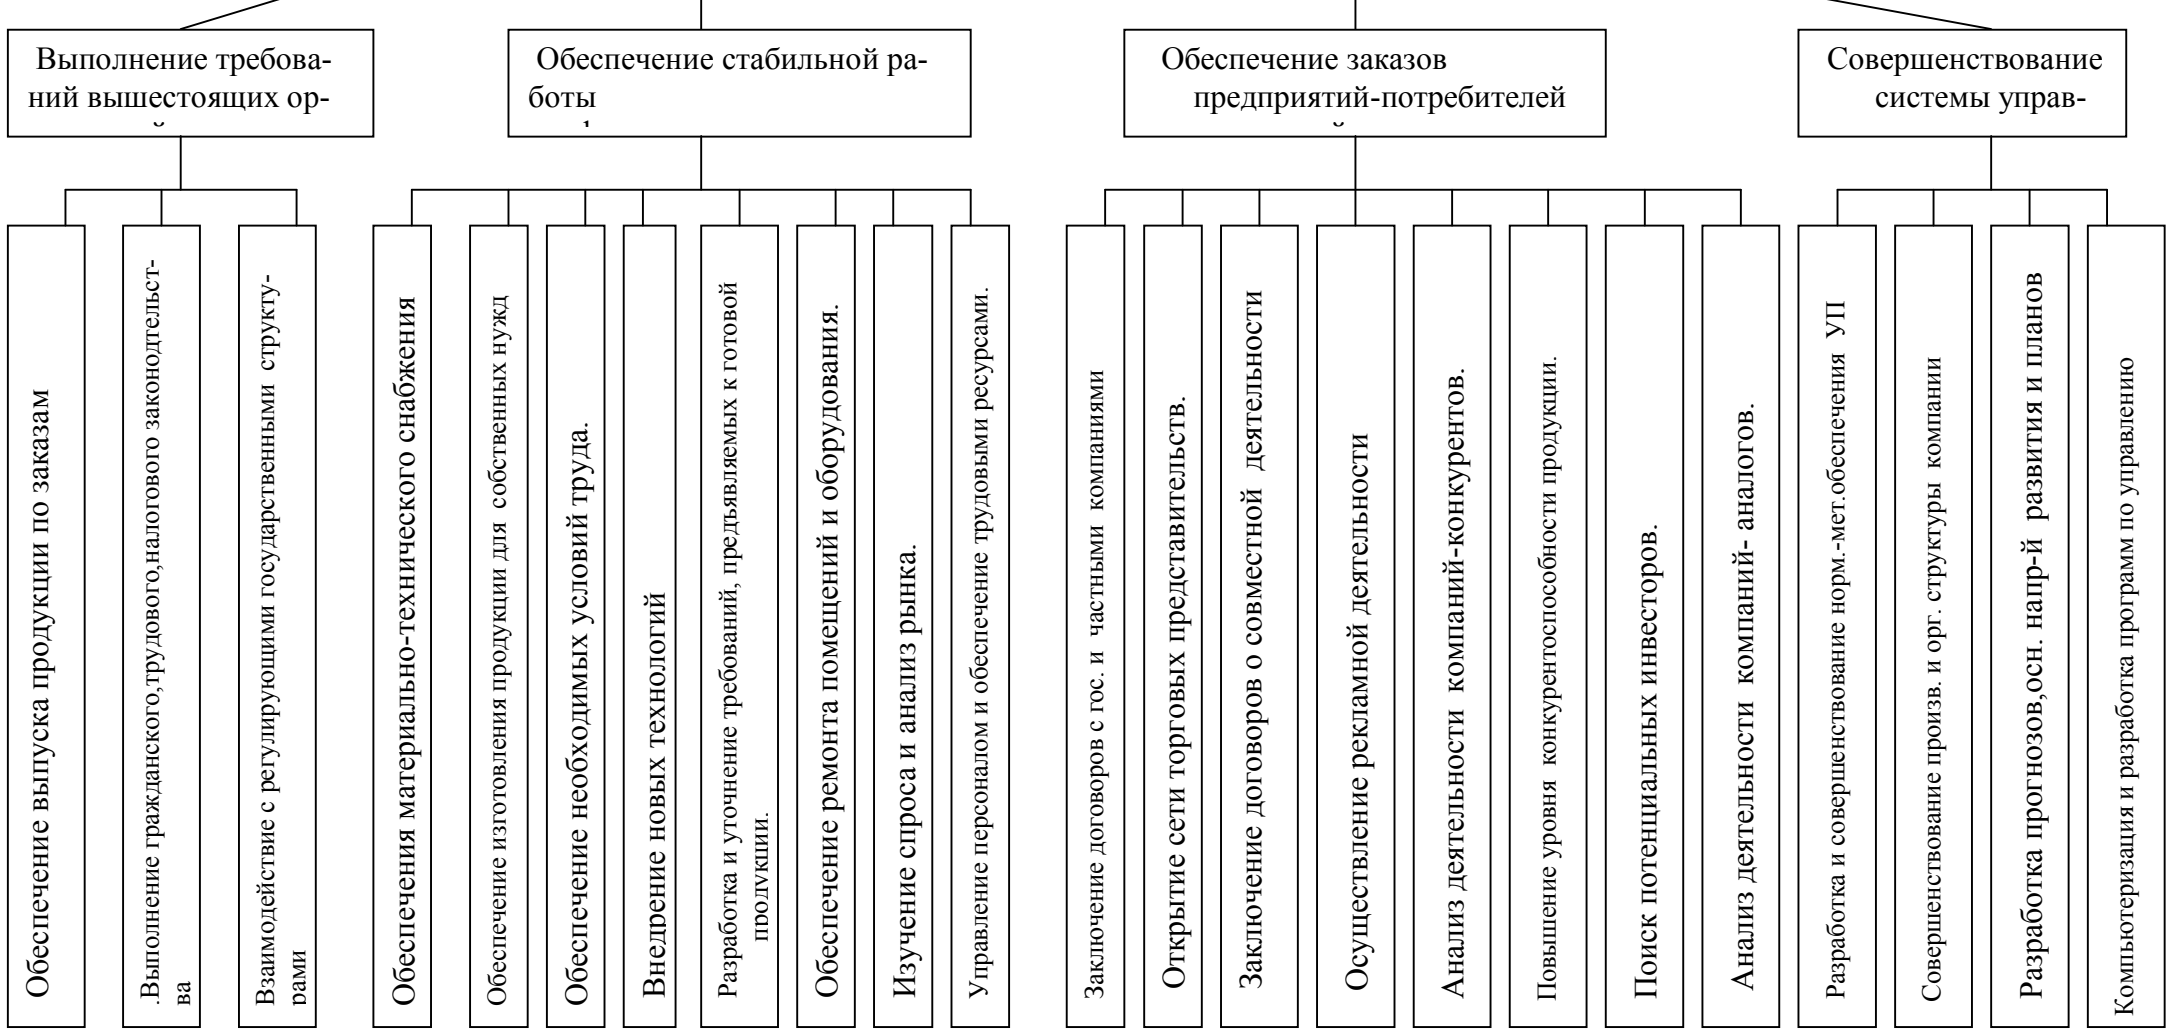 Выполнение требова-
ний вышестоящих ор-
Обеспечение стабильной ра-
боты
Обеспечение заказов
предприятий-потребителей
Совершенствование
системы управ-
Обеспечение выпуска продукции по заказам
.Выполнение гражданского,трудового,налогового законодтельст-
ва
Взаимодействие с регулирующими государственными структу-
рами
Обеспечения материально-технического снабжения
Обеспечение изготовления продукции для собственных нужд
Обеспечение необходимых условий труда.
Внедрение новых технологий
Разработка и уточнение требований, предъявляемых к готовой
продукции.
Обеспечение ремонта помещений и оборудования.
Изучение спроса и анализ рынка.
Управление персоналом и обеспечение трудовыми ресурсами.
Заключение договоров с гос. и частными компаниями
Открытие сети торговых представительств.
Заключение договоров о совместной деятельности
Осуществление рекламной деятельности
Анализ деятельности компаний-конкурентов.
Повышение уровня конкурентоспособности продукции.
Поиск потенциальных инвесторов.
Анализ деятельности компаний- аналогов.
Разработка и совершенствование норм.-мет.обеспечения УП
Совершенствование произв. и орг. структуры компании
Разработка прогнозов,осн. напр-й развития и планов
Компьютеризация и разработка программ по управлению